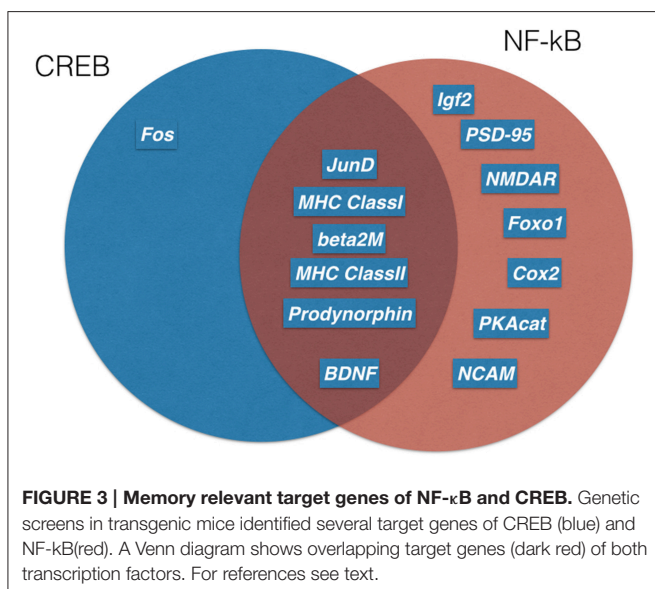 CREB
NF-kB
Fos
JunD
MHC ClassI
beta2M
MHC ClassII
Prodynorphin
BDNF
Igf2
PSD-95
NMDAR
Foxo1
Cox2
PKAcat
NCAM
FIGURE 3 | Memory relevant target genes of NF-κB and CREB. Genetic
screens in transgenic mice identified several target genes of CREB (blue) and
NF-kB(red). A Venn diagram shows overlapping target genes (dark red) of both
transcription factors. For references see text.